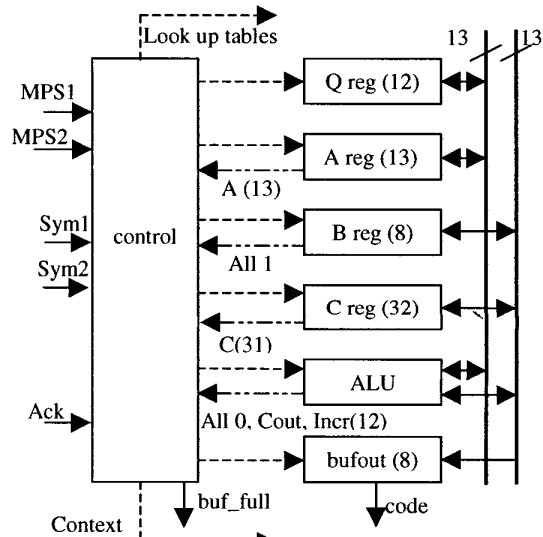 Look up tables
13
13
MPS1
Q reg (12)
MPS2
A reg (13)
A (13)
Sym1
control
B reg (8)
All 1
Sym2
C reg (32)
C(31)
ALU
Ack
All 0, Cout, Incr(12)
bufout (8)
buf_full
code
Context